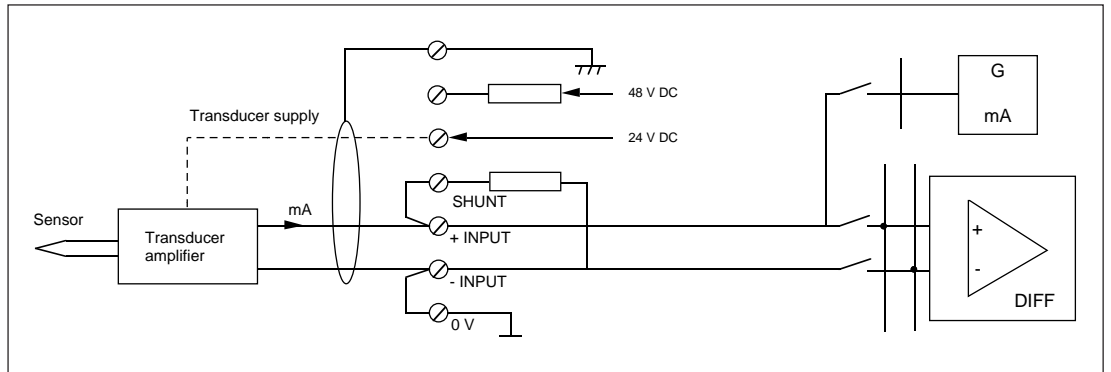 G
mA
48 V DC
Transducer supply
24 V DC
SHUNT
mA
Sensor
Transducer
amplifier
+ INPUT
+
- INPUT
-
DIFF
0 V